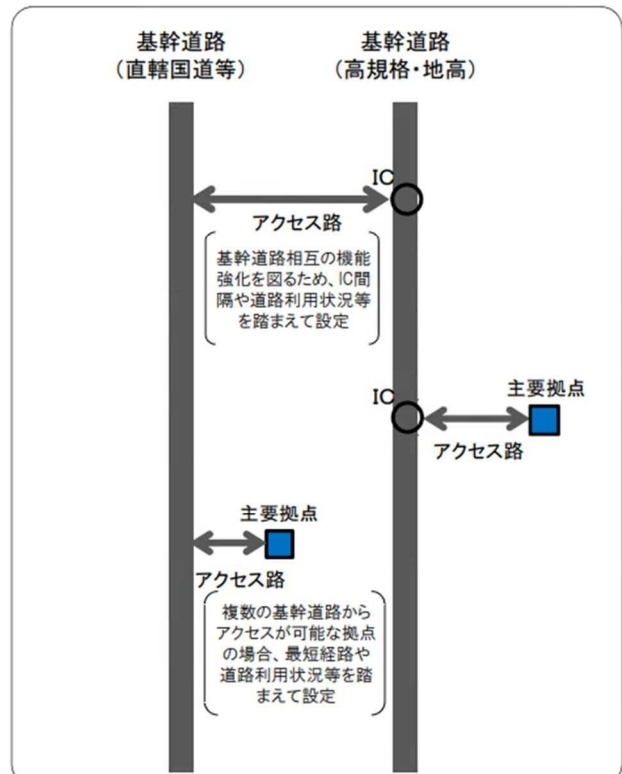 基幹道路
（直轄国道等）
基幹道路
（高規格・地高）
IC
アクセス路
基幹道路相互の機能
強化を図るため、IC間
隔や道路利用状況等
を踏まえて設定
IC
主要拠点
アクセス路
主要拠点
アクセス路
複数の基幹道路から
アクセスが可能な拠点
の場合、最短経路や
道路利用状況等を踏
まえて設定